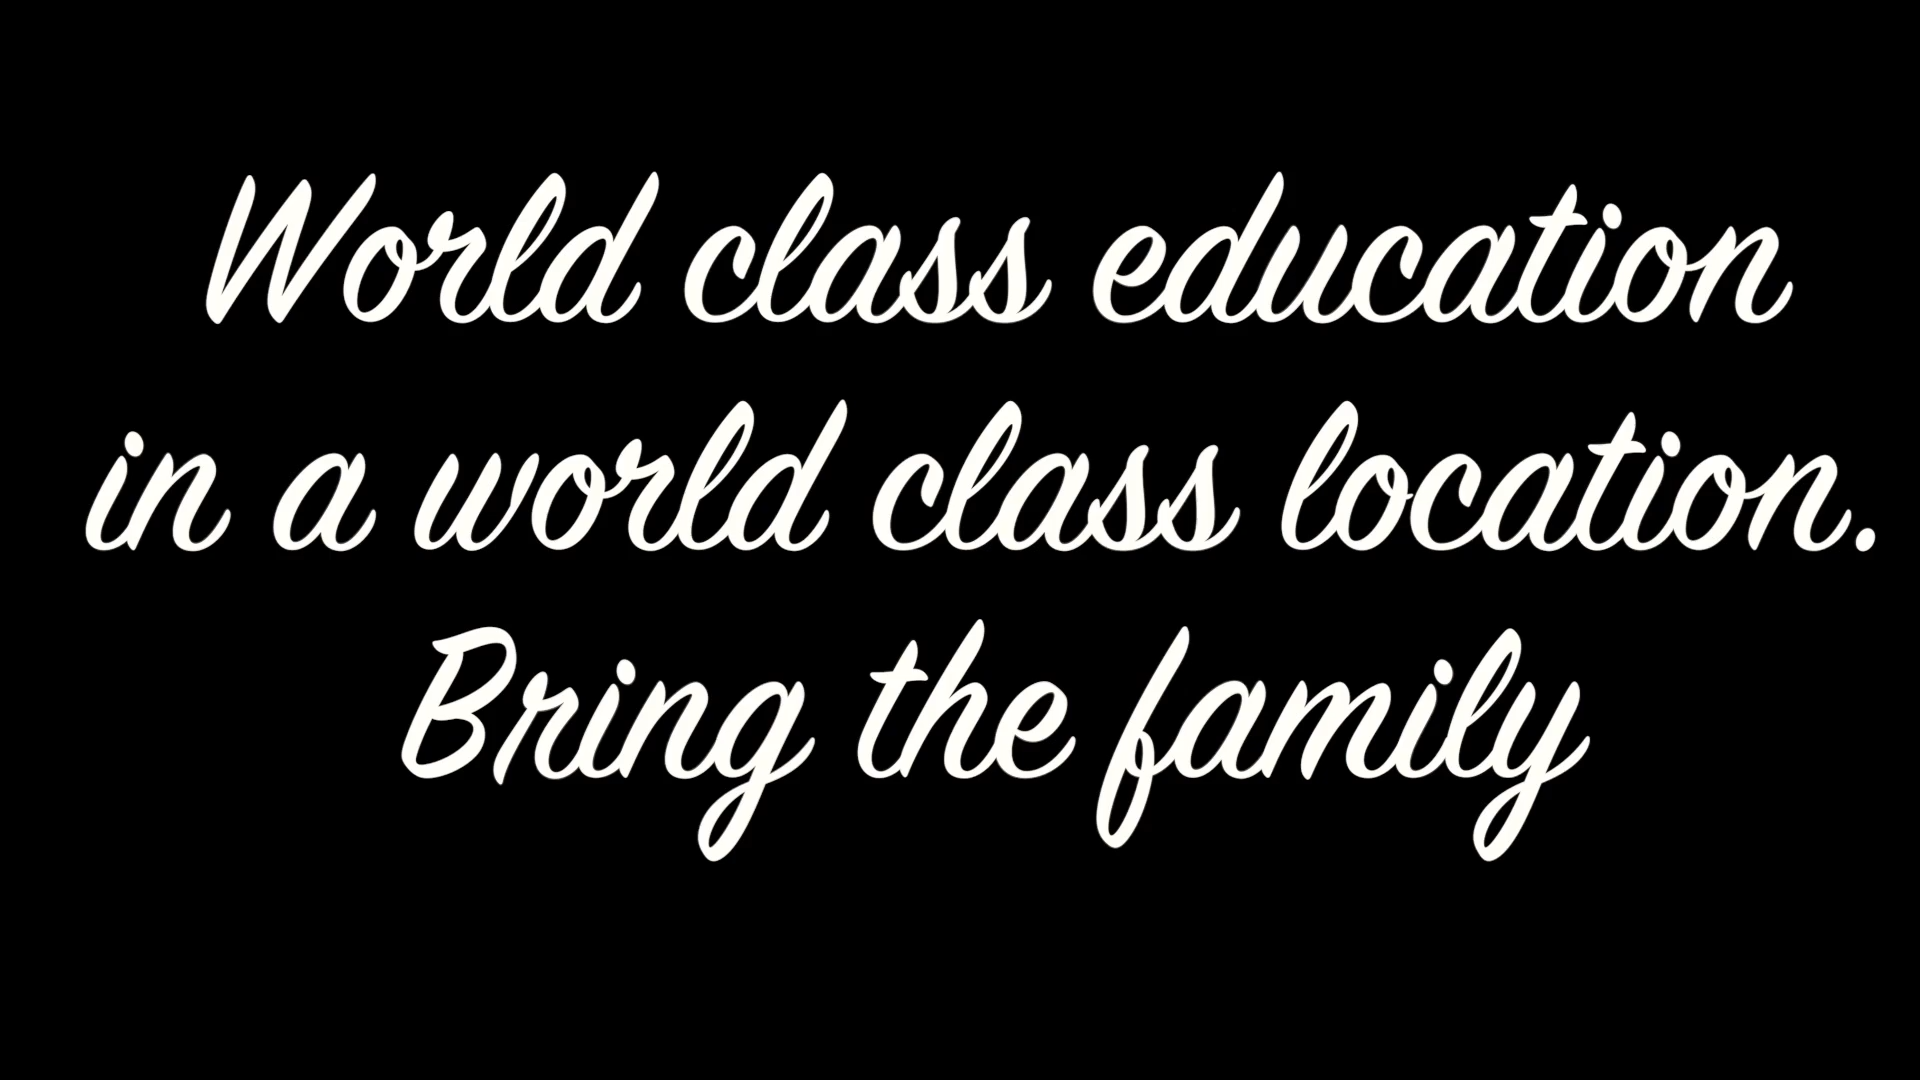 World class education
in a world class location.
Bring the family